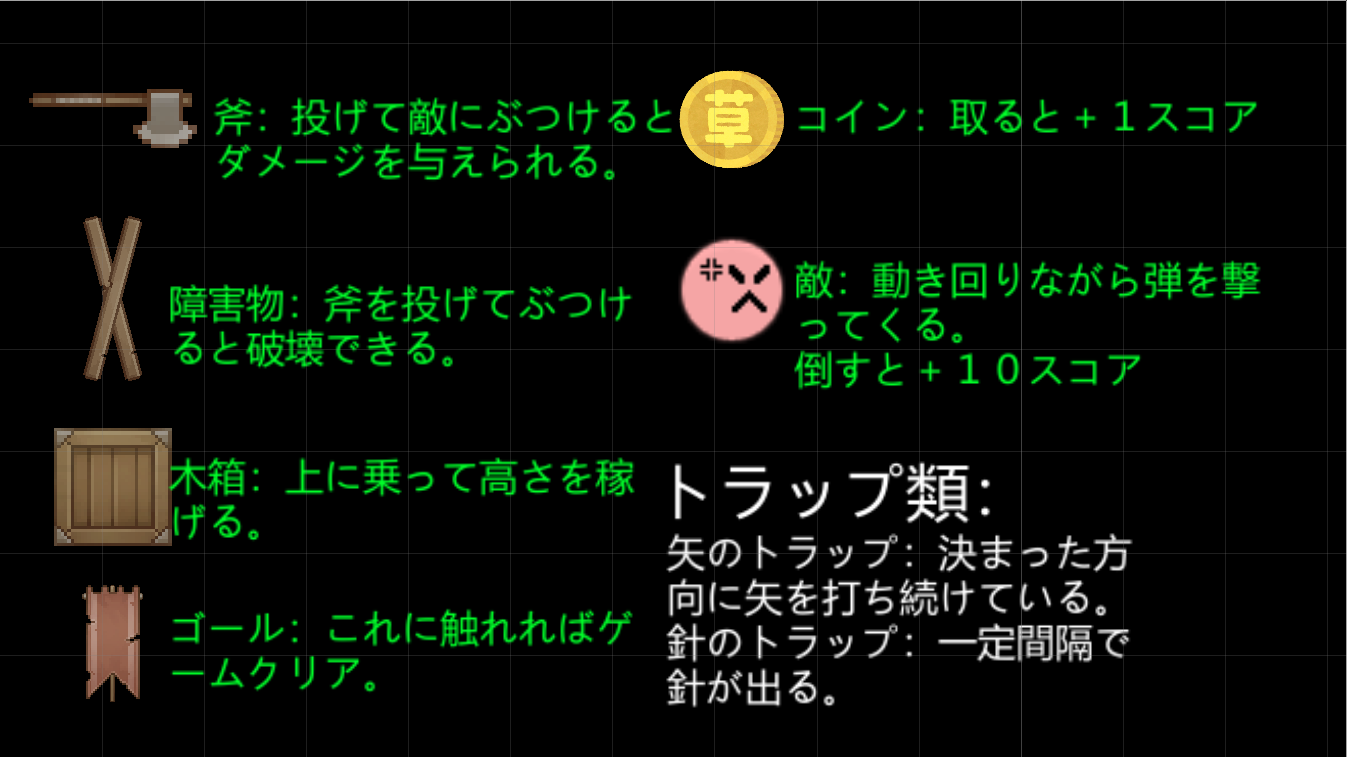 斧：投げて敵にぶつけると
ダメージを与えられる。
障害物：斧を投げてぶつけ
ると破壊できる。
木箱：上に乗って高さを稼
げる。
ゴール：これに触れればゲ
ームクリア。
草
コイン：取ると＋１スコア
敵：動き回りながら弾を撃
ってくる。
倒すと＋１０スコア
トラップ類：
矢のトラップ：決まった方
向に矢を打ち続けている。
針のトラップ：一定間隔で
針が出る。